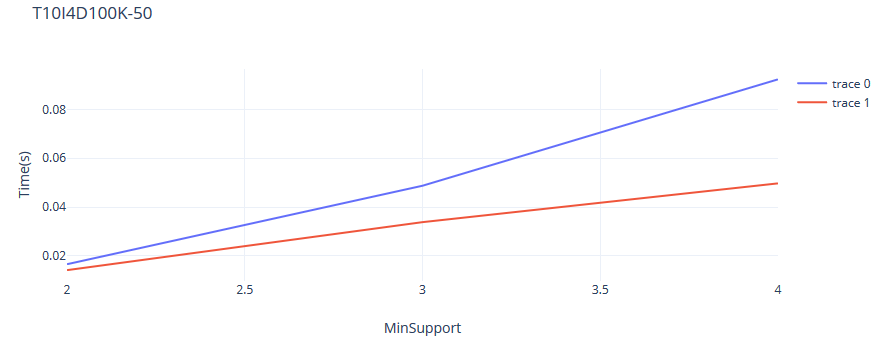 T10I4D100K-50
trace 0
trace 1
Time(s)
0.08
0.06
0.04
0.02
2
2.5
3
3.5
4
MinSupport